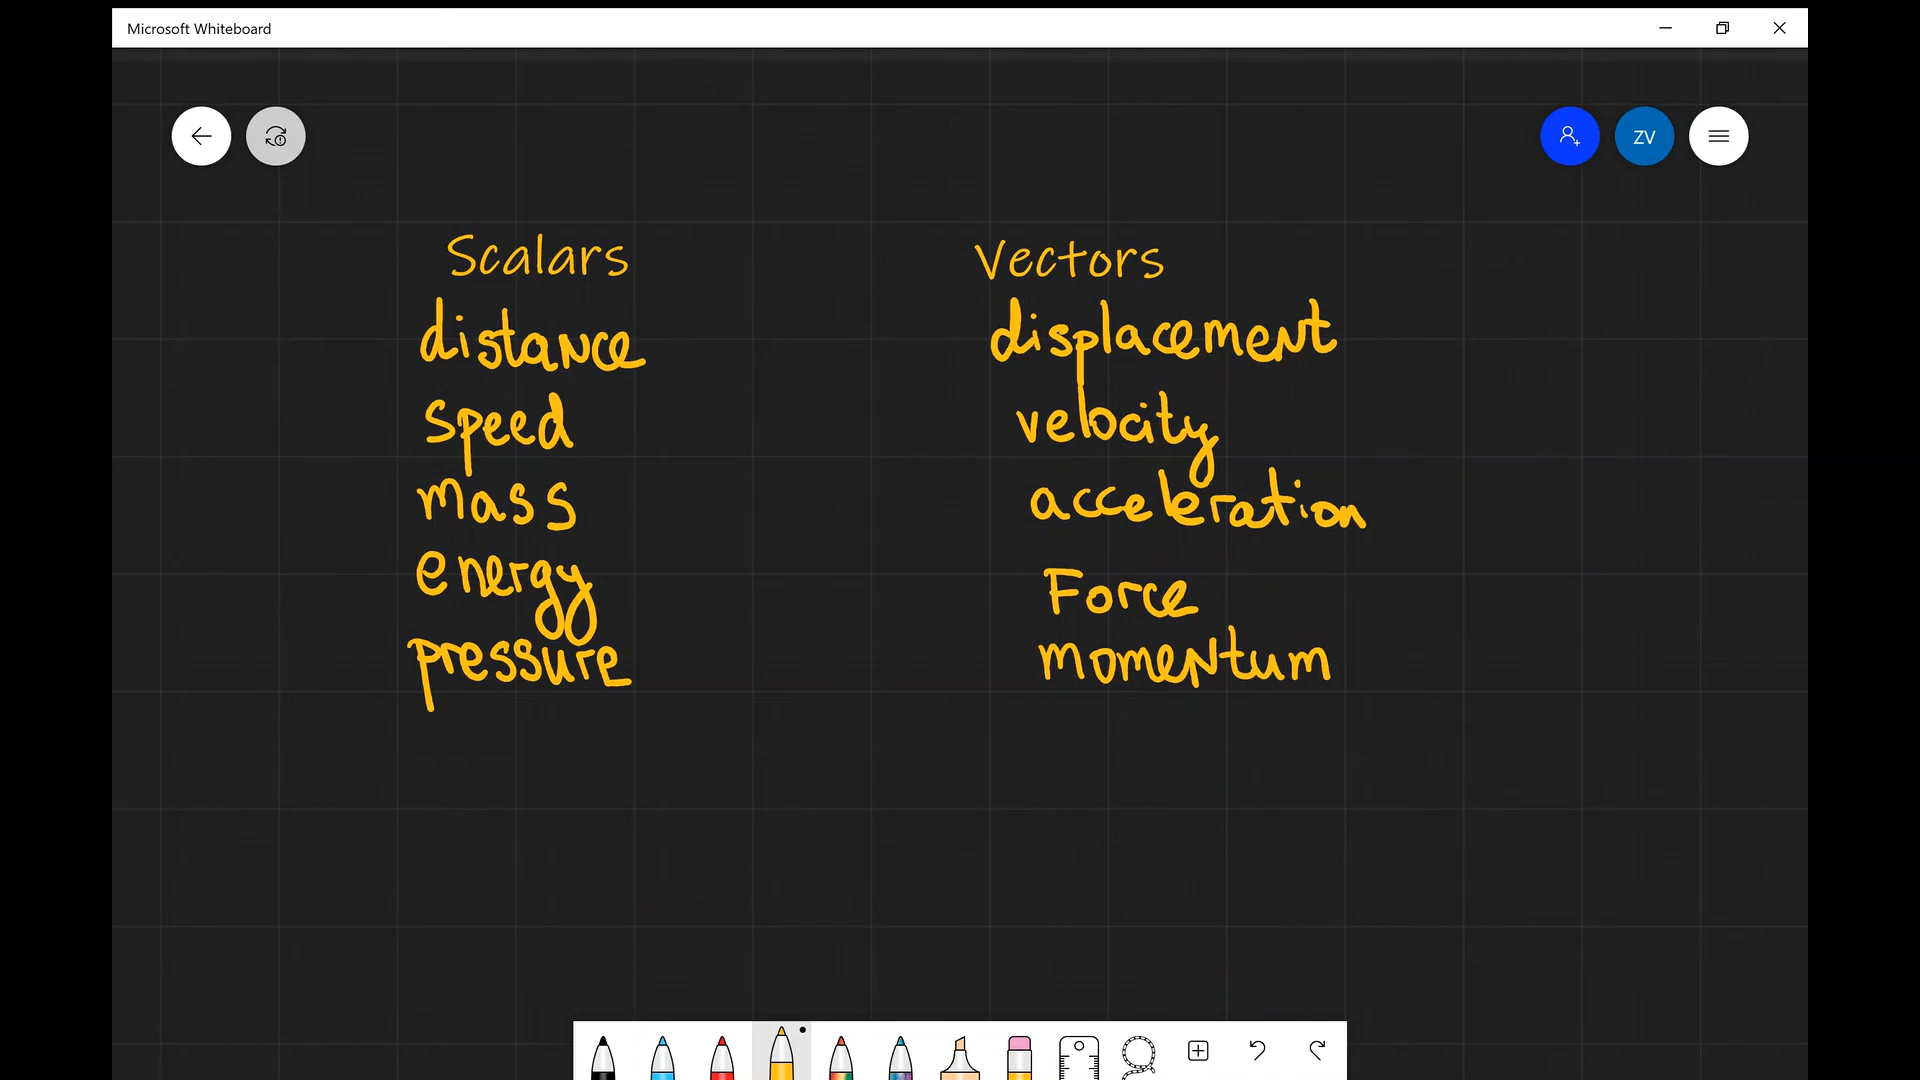 Microsoft Whiteboard
ZV
Scalars
distance
speed
mass
energy
pressure
Vectors
displacement
velocity
acceleration
Force
momentum